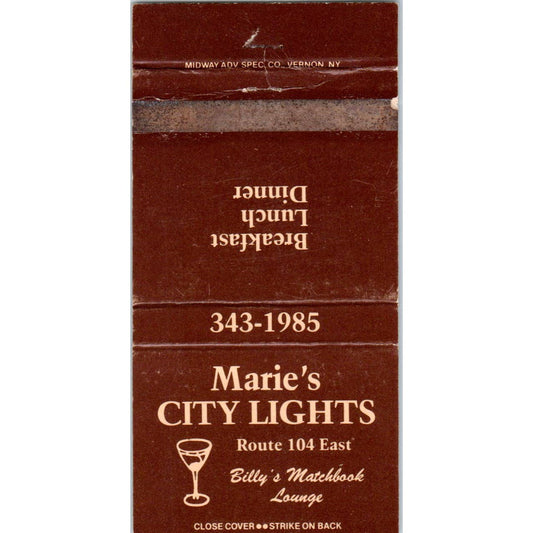 MIDWAY ADV. SPEC. CO., VERNON, NY
Breakfast
Lunch
Dinner
343-1985
Marie's
CITY LIGHTS
Route 104 East
Billy's Matchbook
Lounge
CLOSE COVER●●STRIKE ON BACK